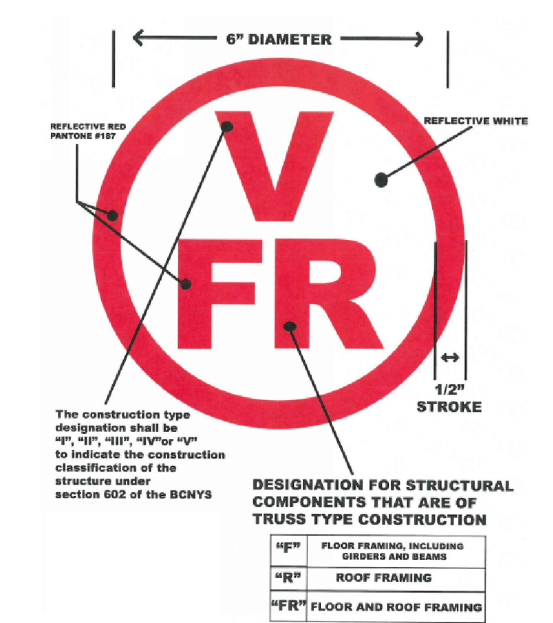 6” DIAMETER
REFLECTIVE RED
PANTONE #187
REFLECTIVE WHITE
V
FR
1/2”
STROKE
The construction type
designation shall be
“I”, “II”, “III”, “IV”or “V”
to indicate the construction
classification of the
structure under
section 602 of the BCNYS
DESIGNATION FOR STRUCTURAL
COMPONENTS THAT ARE OF
TRUSS TYPE CONSTRUCTION
“F” FLOOR FRAMING, INCLUDING
GIRDERS AND BEAMS
“R” ROOF FRAMING
“FR” FLOOR AND ROOF FRAMING